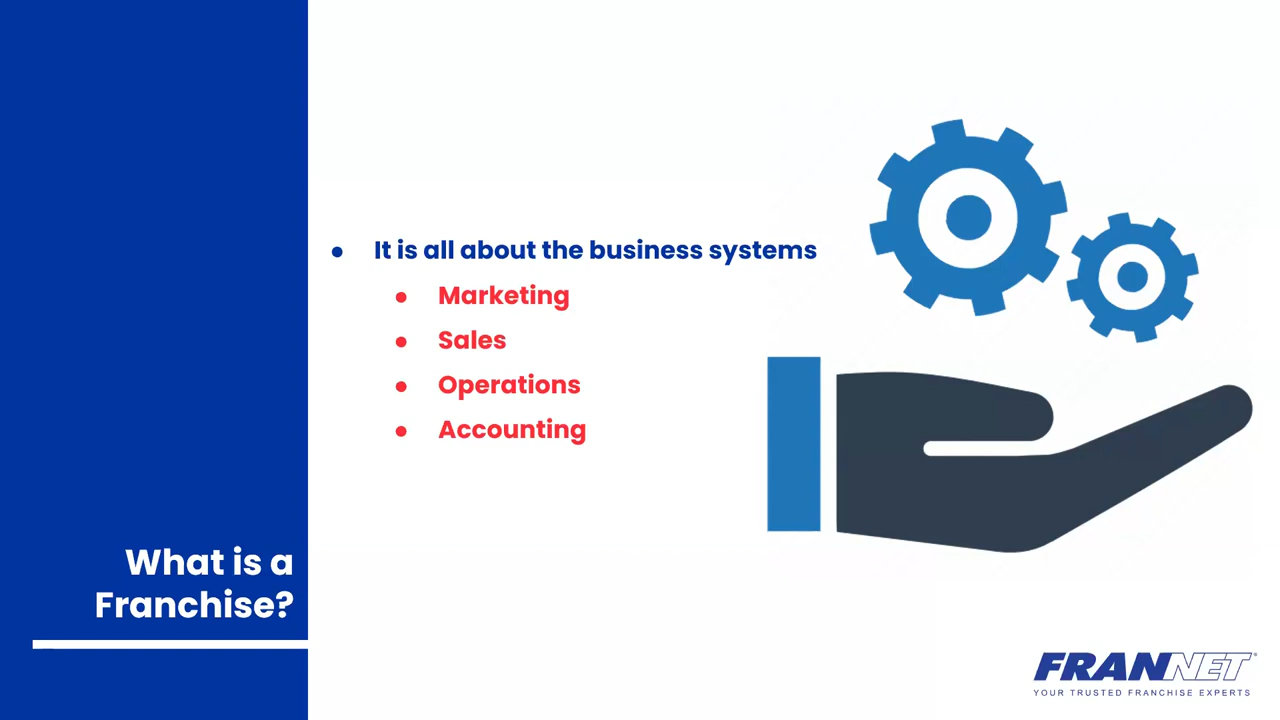 What is a
Franchise?
● It is all about the business systems
● Marketing
● Sales
● Operations
● Accounting
FRANNET®
YOUR TRUSTED FRANCHISE EXPERTS